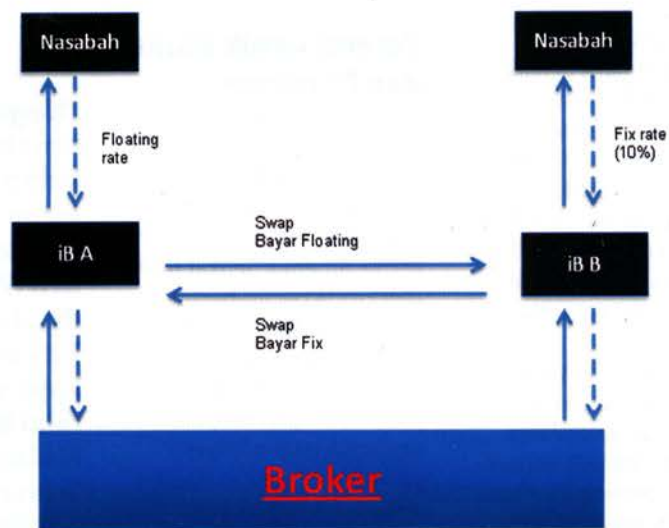 Nasabah
Nasabah
Floating
rate
Fix rate
(10%)
iB A
Swap
Bayar Floating
iB B
Swap
Bayar Fix
Broker